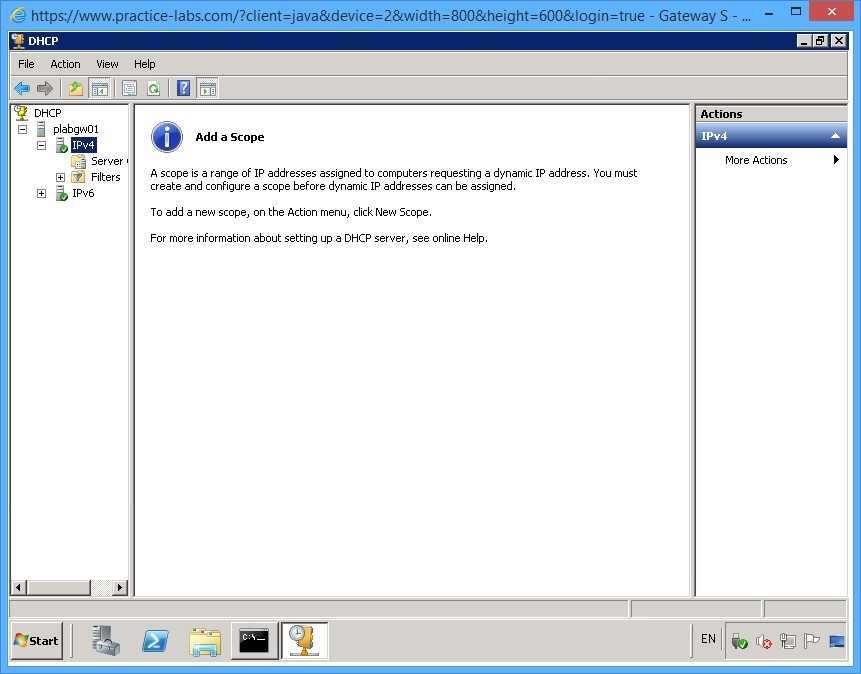 https://www.practice-labs.com/?client=java&device=2&width=800&height=600&login=true - Gateway S - ...
DHCP
File Action View Help
DHCP
plabgw01
IPv4
Server
Filters
IPv6
Add a Scope
A scope is a range of IP addresses assigned to computers requesting a dynamic IP address. You must
create and configure a scope before dynamic IP addresses can be assigned.
To add a new scope, on the Action menu, click New Scope.
For more information about setting up a DHCP server, see online Help.
Actions
IPv4
More Actions
Start
C:\
EN